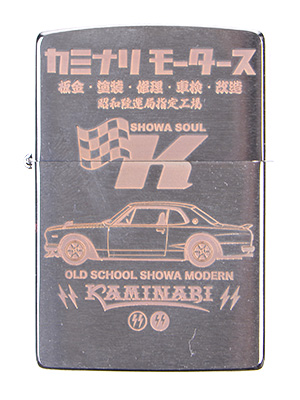 カミナリ モータース
板金・塗装・修理・車検・改造
昭和陸運局指定工場
SHOWA SOUL
K
OLD SCHOOL SHOWA MODERN
KAMINARI